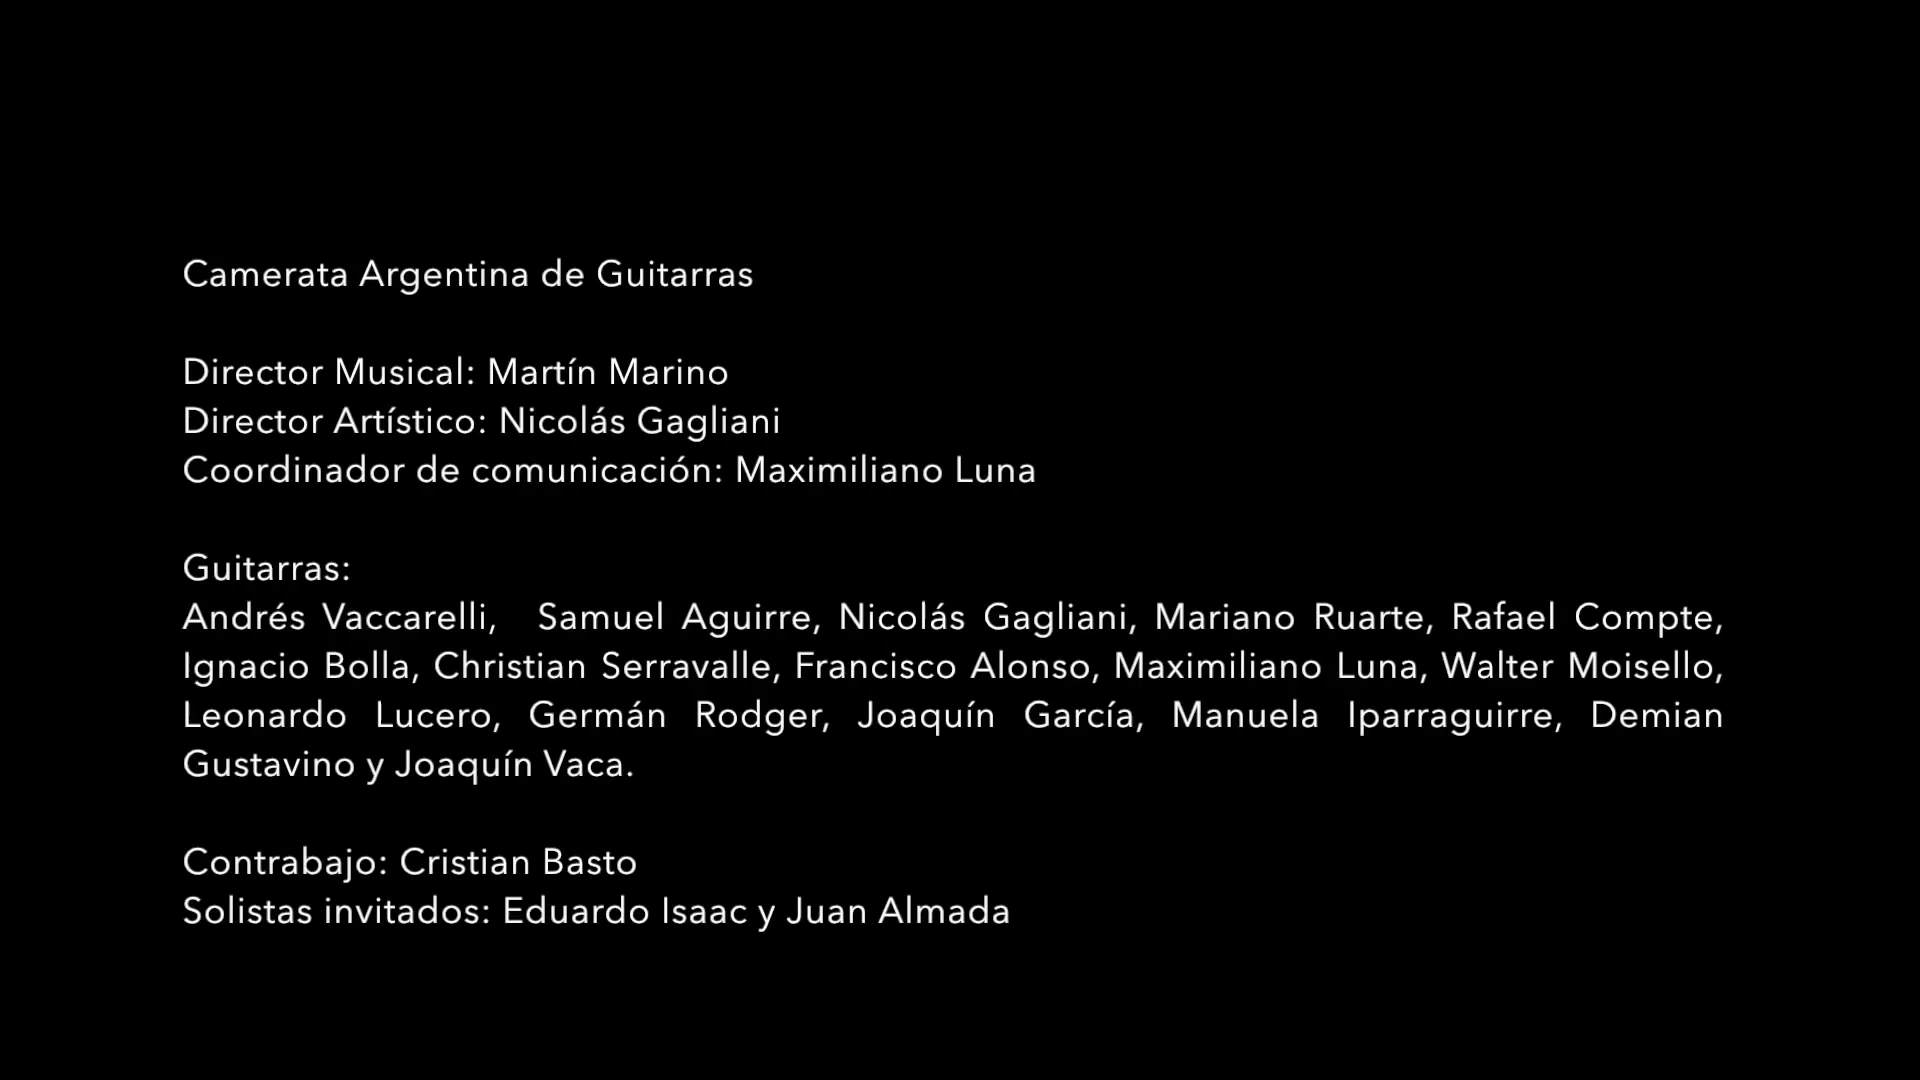 Camerata Argentina de Guitarras
Director Musical: Martín Marino
Director Artístico: Nicolás Gagliani
Coordinador de comunicación: Maximiliano Luna
Guitarras:
Andrés Vaccarelli, Samuel Aguirre, Nicolás Gagliani, Mariano Ruarte, Rafael Compte,
Ignacio Bolla, Christian Serravalle, Francisco Alonso, Maximiliano Luna, Walter Moisello,
Leonardo Lucero, Germán Rodger, Joaquín García, Manuela Iparraguirre, Demian
Gustavino y Joaquín Vaca.
Contrabajo: Cristian Basto
Solistas invitados: Eduardo Isaac y Juan Almada